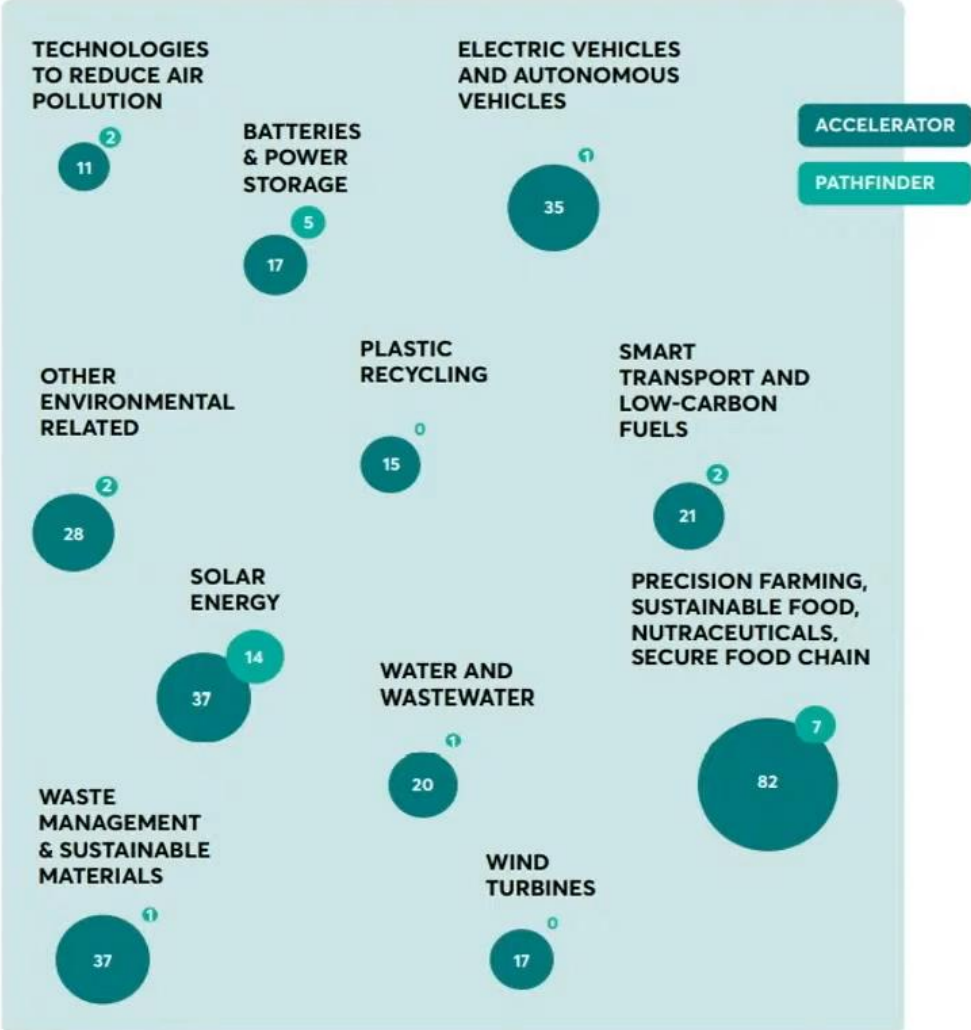 TECHNOLOGIES
TO REDUCE AIR
POLLUTION
2
11
BATTERIES
& POWER
STORAGE
5
17
ELECTRIC VEHICLES
AND AUTONOMOUS
VEHICLES
1
35
ACCELERATOR
PATHFINDER
OTHER
ENVIRONMENTAL
RELATED
2
28
PLASTIC
RECYCLING
0
15
SMART
TRANSPORT AND
LOW-CARBON
FUELS
2
21
SOLAR
ENERGY
14
37
WATER AND
WASTEWATER
1
20
PRECISION FARMING,
SUSTAINABLE FOOD,
NUTRACEUTICALS,
SECURE FOOD CHAIN
7
82
WASTE
MANAGEMENT
& SUSTAINABLE
MATERIALS
1
37
WIND
TURBINES
0
17